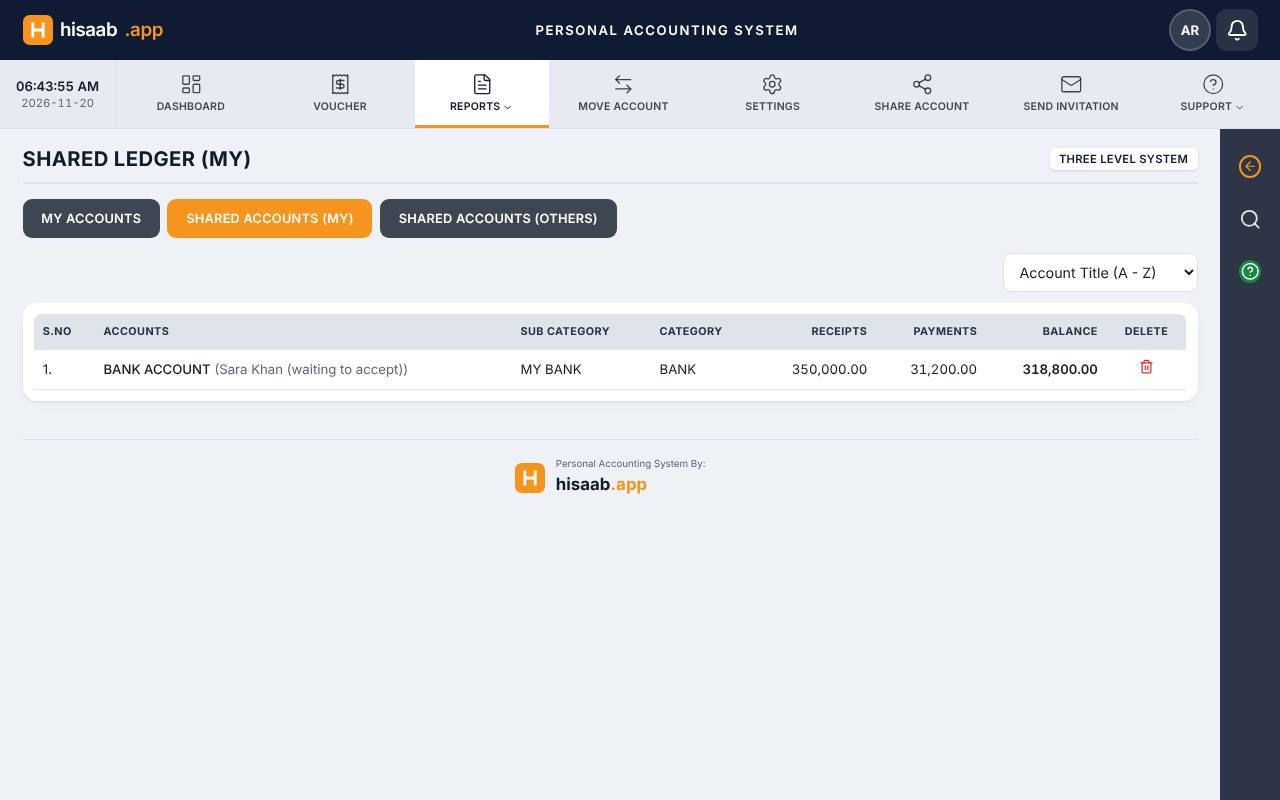 H hisaab .app
PERSONAL ACCOUNTING SYSTEM
AR
06:43:55 AM
2026-11-20
DASHBOARD
VOUCHER
REPORTS
MOVE ACCOUNT
SETTINGS
SHARE ACCOUNT
SEND INVITATION
SUPPORT
SHARED LEDGER (MY)
THREE LEVEL SYSTEM
MY ACCOUNTS
SHARED ACCOUNTS (MY)
SHARED ACCOUNTS (OTHERS)
Account Title (A - Z)
S.NO ACCOUNTS SUB CATEGORY CATEGORY RECEIPTS PAYMENTS BALANCE DELETE
1. BANK ACCOUNT (Sara Khan (waiting to accept)) MY BANK BANK 350,000.00 31,200.00 318,800.00
Personal Accounting System By:
H hisaab.app